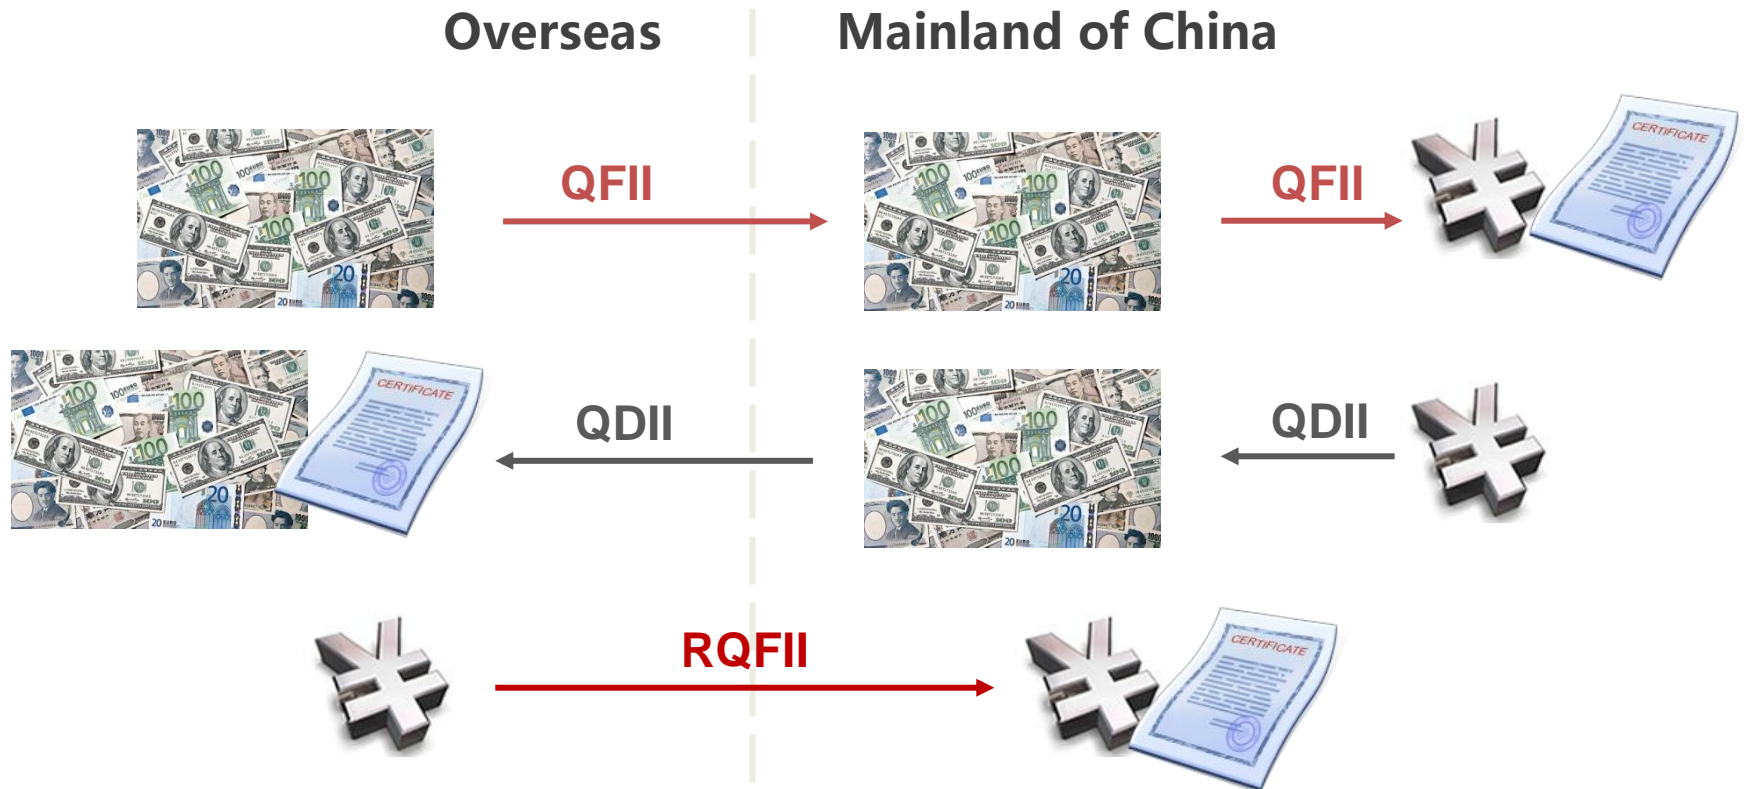 Overseas
Mainland of China
QFII
QFII
CERTIFICATE
CERTIFICATE
QDII
QDII
RQFII
CERTIFICATE